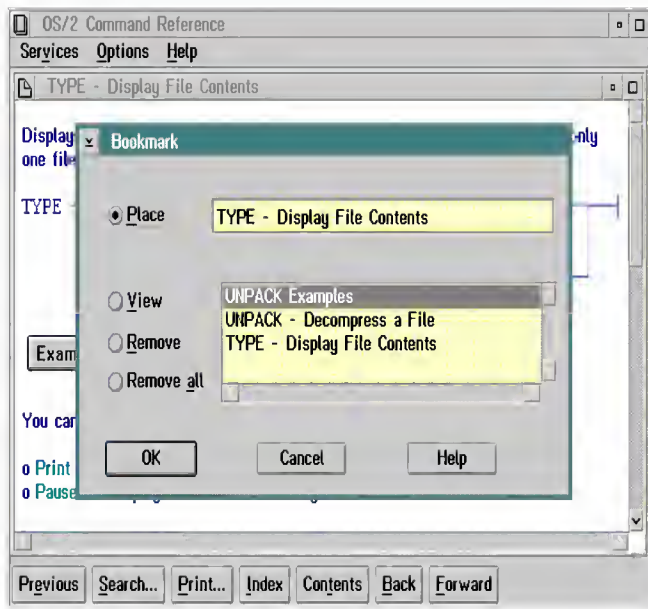 OS/2 Command Reference
Services Options Help
TYPE - Display File Contents
Display
nly
one file
TYPE
Bookmark
Place
TYPE - Display File Contents
View
Remove
Remove all
UNPACK Examples
UNPACK - Decompress a File
TYPE - Display File Contents
Exam
You can
OK Cancel Help
o Print
o Pause
Previous Search... Print... Index Contents Back Forward